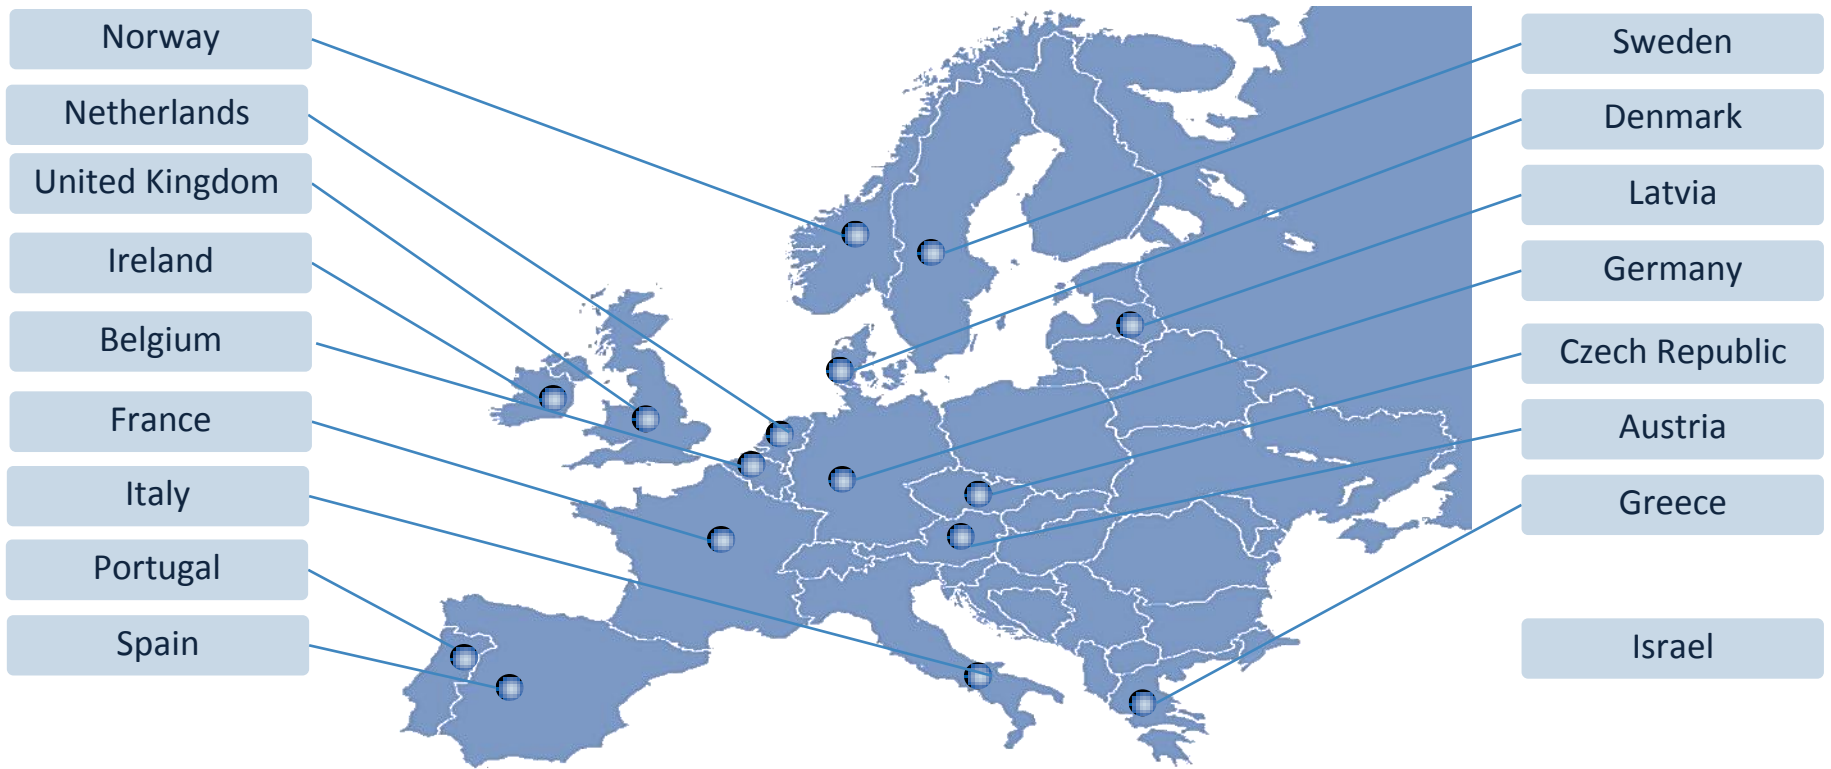 Norway
Netherlands
United Kingdom
Ireland
Belgium
France
Italy
Portugal
Spain
Sweden
Denmark
Latvia
Germany
Czech Republic
Austria
Greece
Israel